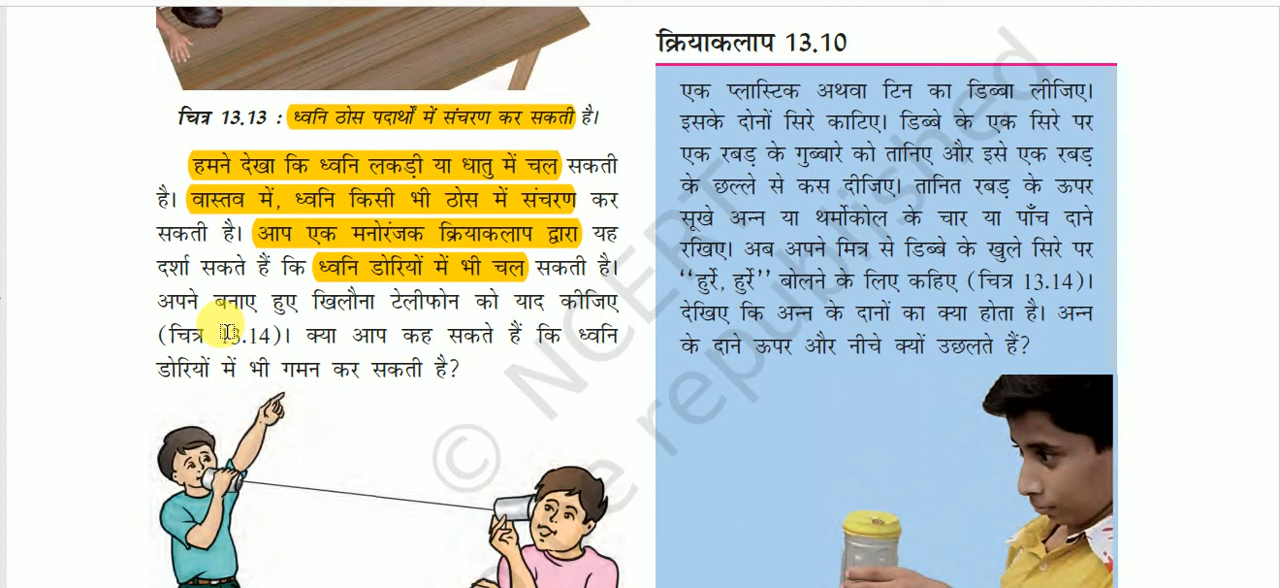 चित्र 13.13 : ध्वनि ठोस पदार्थों में संचरण कर सकती है।
हमने देखा कि ध्वनि लकड़ी या धातु में चल सकती
है। वास्तव में, ध्वनि किसी भी ठोस में संचरण कर
सकती है। आप एक मनोरंजक क्रियाकलाप द्वारा यह
दर्शा सकते हैं कि ध्वनि डोरियों में भी चल सकती है।
अपने बनाए हुए खिलौना टेलीफोन को याद कीजिए
(चित्र 13.14)। क्या आप कह सकते हैं कि ध्वनि
डोरियों में भी गमन कर सकती है?
क्रियाकलाप 13.10
एक प्लास्टिक अथवा टिन का डिब्बा लीजिए।
इसके दोनों सिरे काटिए। डिब्बे के एक सिरे पर
एक रबड़ के गुब्बारे को तानिए और इसे एक रबड़
के छल्ले से कस दीजिए। तानित रबड़ के ऊपर
सूखे अन्न या थर्मोकोल के चार या पाँच दाने
रखिए। अब अपने मित्र से डिब्बे के खुले सिरे पर
‘‘हुर्रे, हुर्रे’’ बोलने के लिए कहिए (चित्र 13.14)।
देखिए कि अन्न के दानों का क्या होता है। अन्न
के दाने ऊपर और नीचे क्यों उछलते हैं?
© NCERT
republished